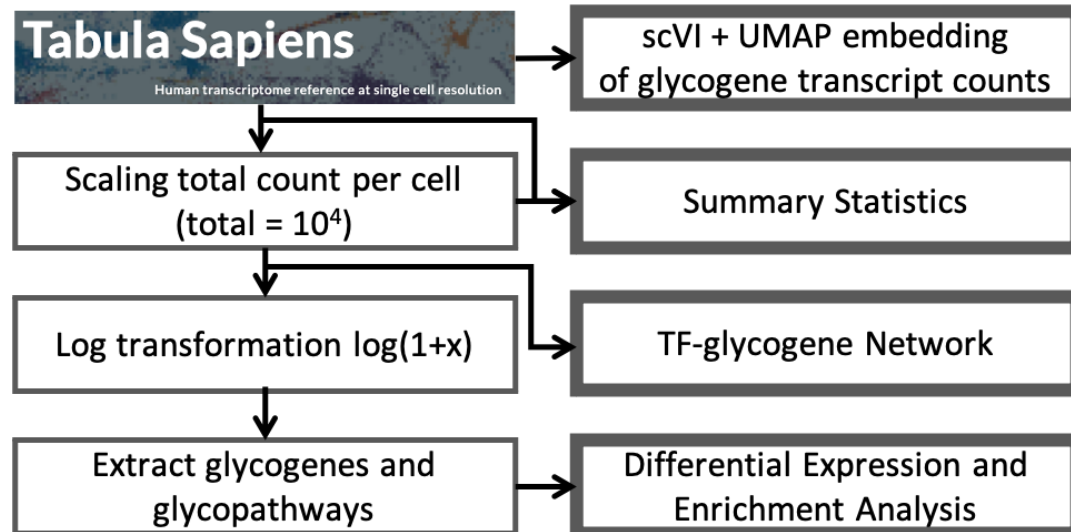 Tabula Sapiens
Human transcriptome reference at single cell resolution
scVI + UMAP embedding
of glycogene transcript counts
Scaling total count per cell
(total = 10⁴)
Summary Statistics
Log transformation log(1+x)
TF-glycogene Network
Extract glycogenes and
glycopathways
Differential Expression and
Enrichment Analysis